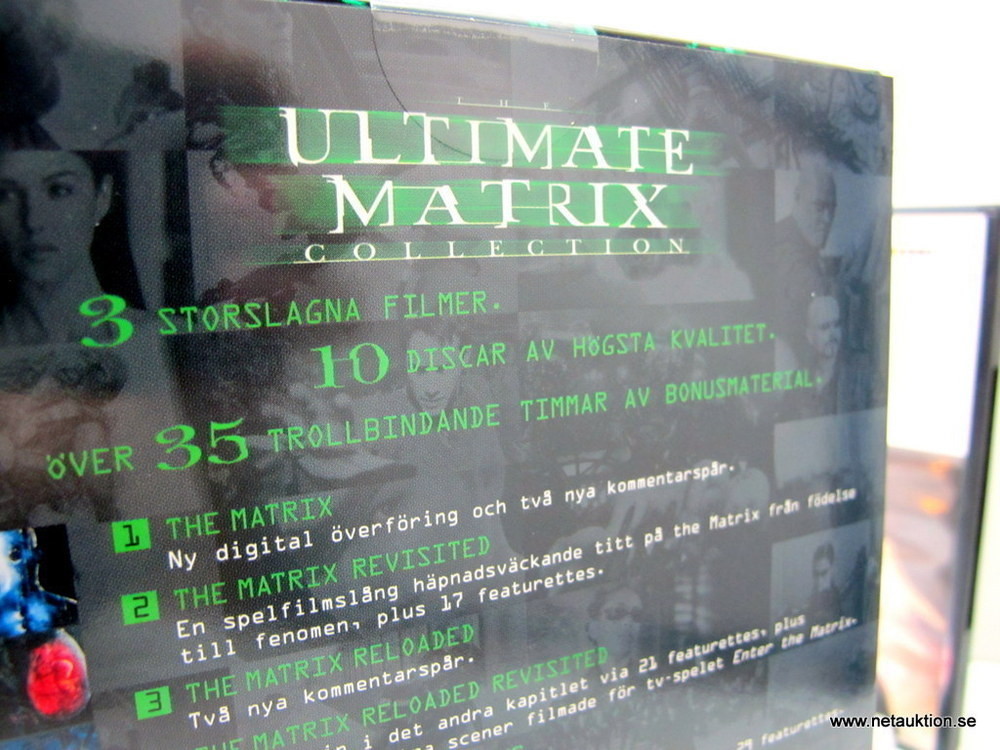 THE
ULTIMATE
MATRIX
COLLECTION
3 STORSLAGNA FILMER.
10 DISCAR AV HÖGSTA KVALITET.
ÖVER 35 TROLLBINDANDE TIMMAR AV BONUSMATERIAL.
1 THE MATRIX
Ny digital överföring och två nya kommentarspår.
2 THE MATRIX REVISITED
En spelfilmslång häpnadsväckande titt på the Matrix från födelse
till fenomen, plus 17 featurettes.
3 THE MATRIX RELOADED
Två nya kommentarspår.
THE MATRIX RELOADED REVISITED
in i det andra kapitlet via 21 featurettes, plus
scener filmade för tv-spelet Enter the Matrix.
29 featurettes.
www.netauktion.se